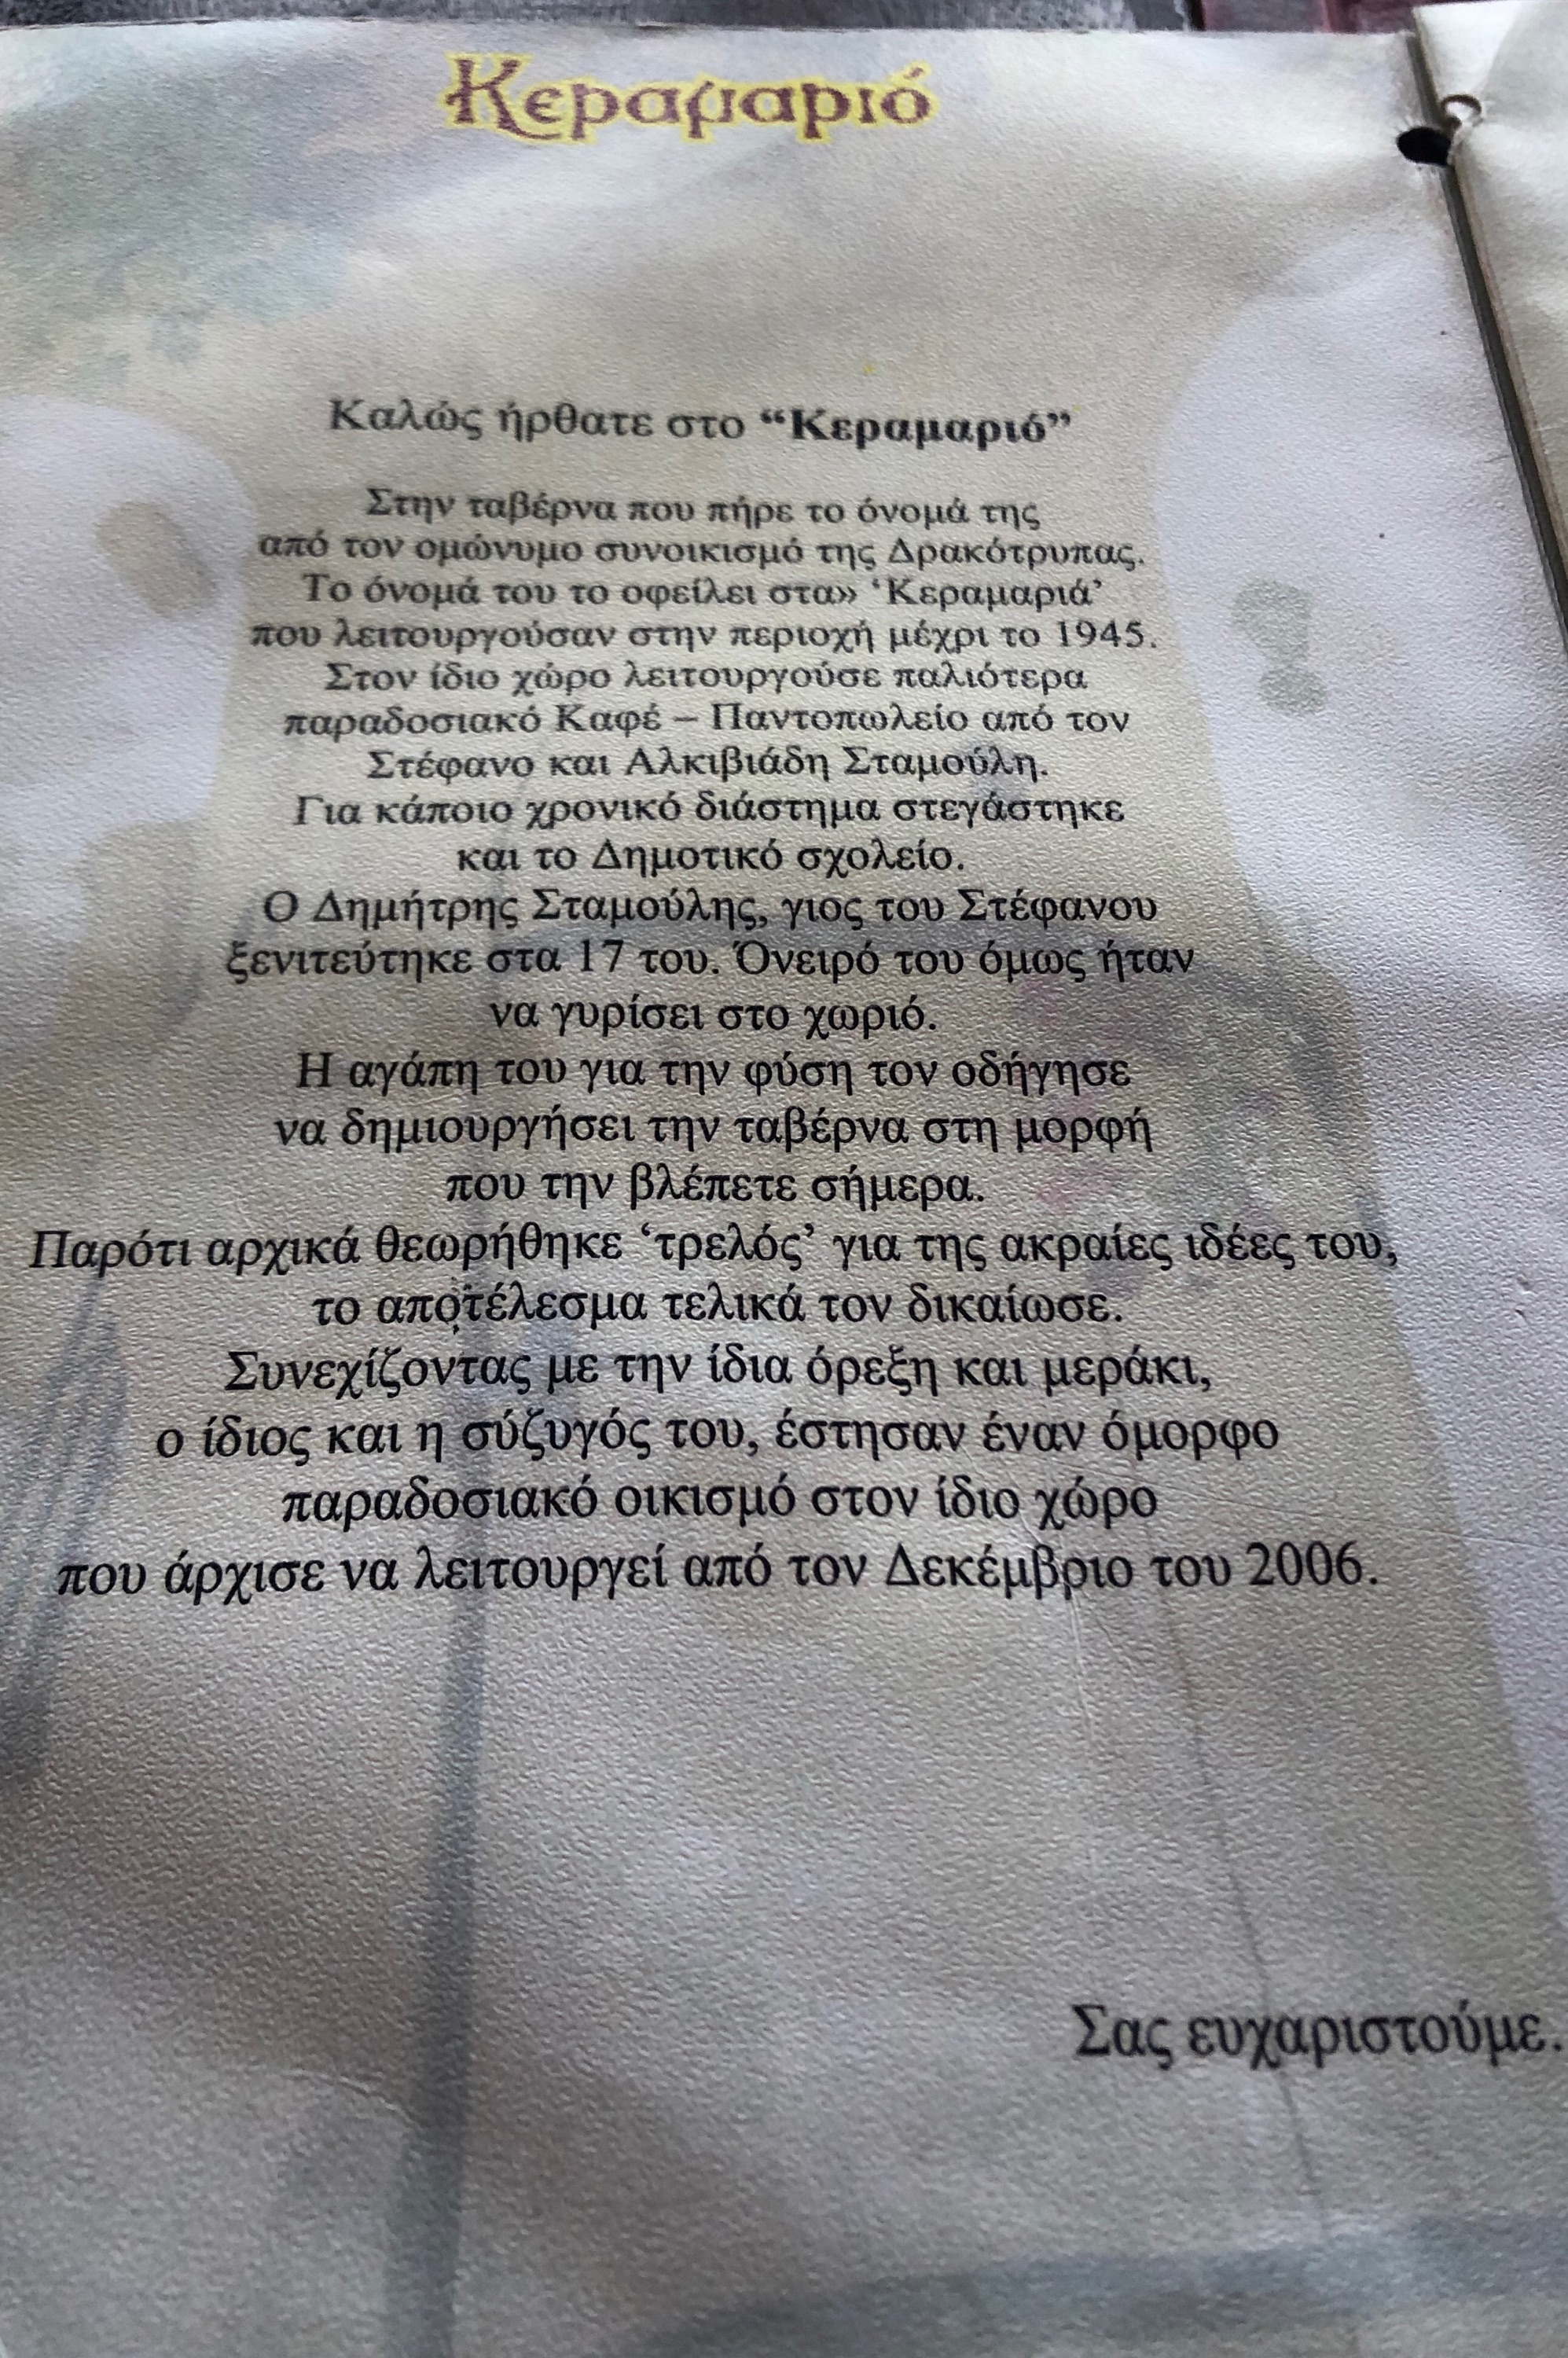 Κεραμαριό
Καλώς ήρθατε στο “Κεραμαριό”
Στην ταβέρνα που πήρε το όνομά της
από τον ομώνυμο συνοικισμό της Δρακότρυπας.
Το όνομά του το οφείλει στα» ‘Κεραμαριά’
που λειτουργούσαν στην περιοχή μέχρι το 1945.
Στον ίδιο χώρο λειτουργούσε παλιότερα
παραδοσιακό Καφέ – Παντοπωλείο από τον
Στέφανο και Αλκιβιάδη Σταμούλη.
Για κάποιο χρονικό διάστημα στεγάστηκε
και το Δημοτικό σχολείο.
Ο Δημήτρης Σταμούλης, γιος του Στέφανου
ξενιτεύτηκε στα 17 του. Όνειρό του όμως ήταν
να γυρίσει στο χωριό.
Η αγάπη του για την φύση τον οδήγησε
να δημιουργήσει την ταβέρνα στη μορφή
που την βλέπετε σήμερα.
Παρότι αρχικά θεωρήθηκε ‘τρελός’ για της ακραίες ιδέες του,
το αποτέλεσμα τελικά τον δικαίωσε.
Συνεχίζοντας με την ίδια όρεξη και μεράκι,
ο ίδιος και η σύζυγός του, έστησαν έναν όμορφο
παραδοσιακό οικισμό στον ίδιο χώρο
που άρχισε να λειτουργεί από τον Δεκέμβριο του 2006.
Σας ευχαριστούμε.